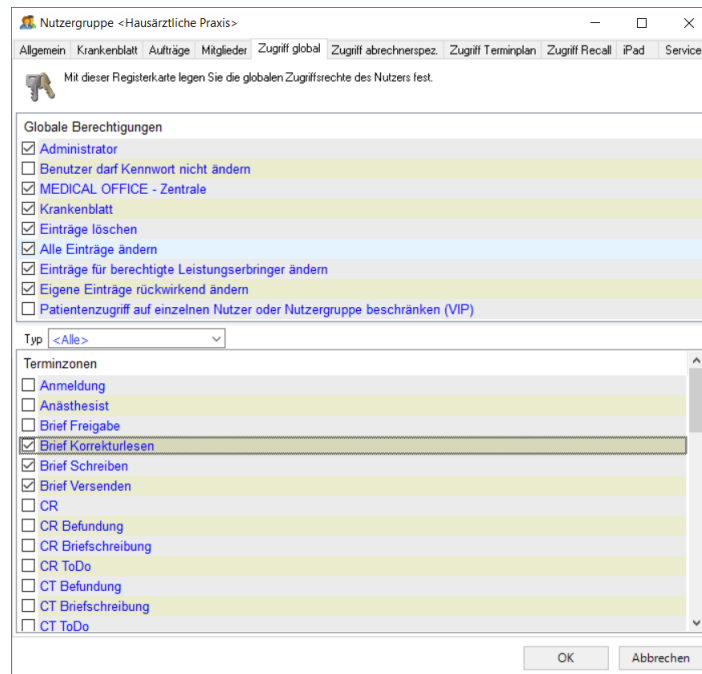 Nutzergruppe <Hausärztliche Praxis>
Allgemein Krankenblatt Aufträge Mitglieder Zugriff global Zugriff abrechnerspez. Zugriff Terminplan Zugriff Recall iPad Service
Mit dieser Registerkarte legen Sie die globalen Zugriffsrechte des Nutzers fest.
Globale Berechtigungen
Administrator
Benutzer darf Kennwort nicht ändern
MEDICAL OFFICE - Zentrale
Krankenblatt
Einträge löschen
Alle Einträge ändern
Einträge für berechtigte Leistungserbringer ändern
Eigene Einträge rückwirkend ändern
Patientenzugriff auf einzelnen Nutzer oder Nutzergruppe beschränken (VIP)
Typ <Alle>
Terminzonen
Anmeldung
Anästhesist
Brief Freigabe
Brief Korrekturlesen
Brief Schreiben
Brief Versenden
CR
CR Befundung
CR Briefschreibung
CR ToDo
CT Befundung
CT Briefschreibung
CT ToDo
OK Abbrechen